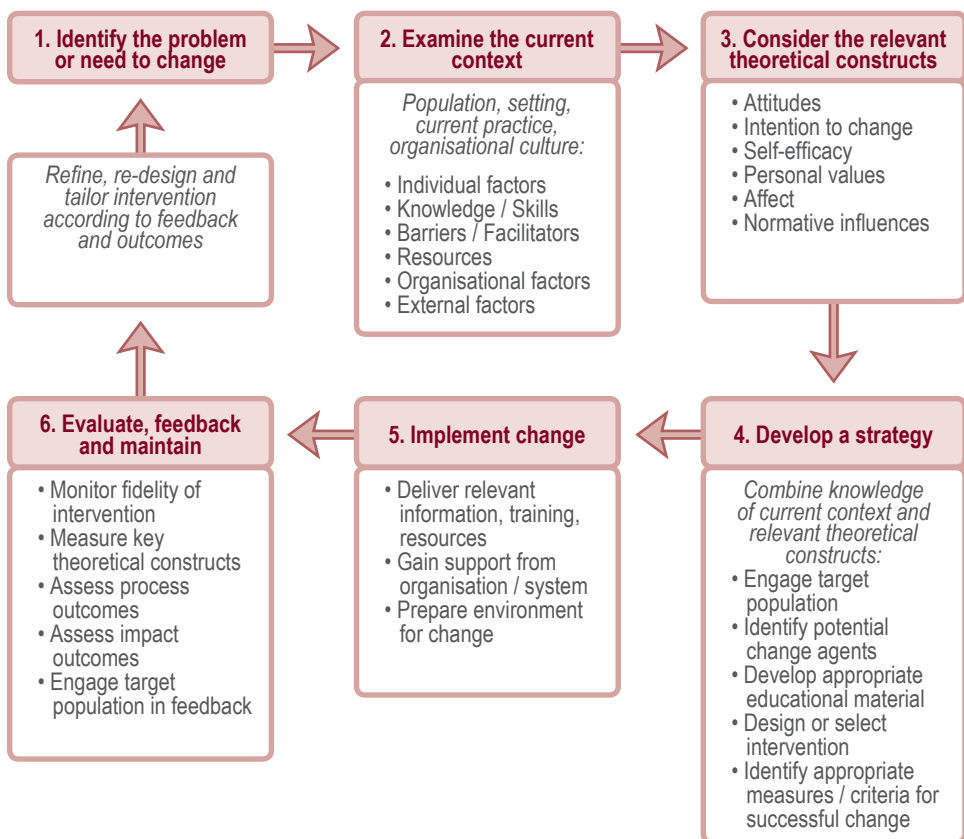 1. Identify the problem
or need to change
2. Examine the current
context
Population, setting,
current practice,
organisational culture:
• Individual factors
• Knowledge / Skills
• Barriers / Facilitators
• Resources
• Organisational factors
• External factors
3. Consider the relevant
theoretical constructs
• Attitudes
• Intention to change
• Self-efficacy
• Personal values
• Affect
• Normative influences
4. Develop a strategy
Combine knowledge
of current context and
relevant theoretical
constructs:
• Engage target
population
• Identify potential
change agents
• Develop appropriate
educational material
• Design or select
intervention
• Identify appropriate
measures / criteria for
successful change
5. Implement change
• Deliver relevant
information, training,
resources
• Gain support from
organisation / system
• Prepare environment
for change
6. Evaluate, feedback
and maintain
• Monitor fidelity of
intervention
• Measure key
theoretical constructs
• Assess process
outcomes
• Assess impact
outcomes
• Engage target
population in feedback
Refine, re-design and
tailor intervention
according to feedback
and outcomes